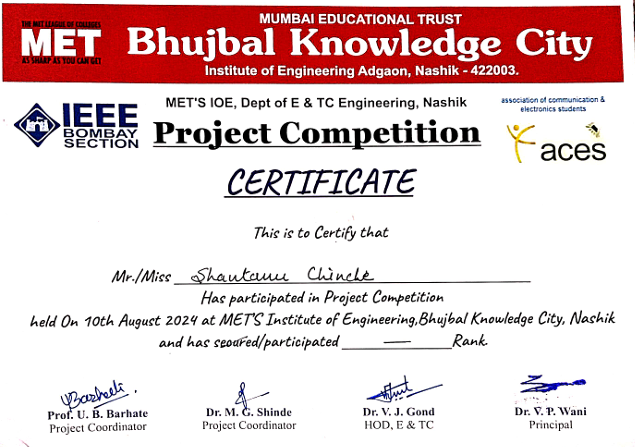 THE MET LEAGUE OF COLLEGES
MET
AS SHARP AS YOU CAN GET
MUMBAI EDUCATIONAL TRUST
Bhujbal Knowledge City
Institute of Engineering Adgaon, Nashik - 422003.
IEEE
BOMBAY
SECTION
MET'S IOE, Dept of E & TC Engineering, Nashik
Project Competition
association of communication &
electronics students
aces
CERTIFICATE
This is to Certify that
Mr./Miss Shantanu Chinche
Has participated in Project Competition
held On 10th August 2024 at MET'S Institute of Engineering,Bhujbal Knowledge City, Nashik
and has secured/participated — Rank
Prof. U. B. Barhate
Project Coordinator
Dr. M. G. Shinde
Project Coordinator
Dr. V. J. Gond
HOD, E & TC
Dr. V. P. Wani
Principal